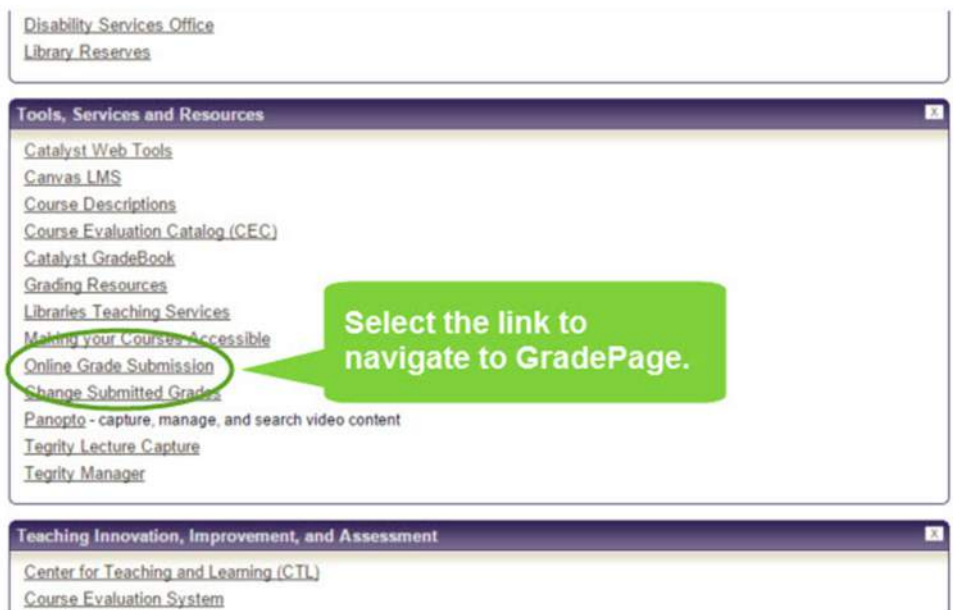 Disability Services Office
Library Reserves
Tools, Services and Resources
X
Catalyst Web Tools
Canvas LMS
Course Descriptions
Course Evaluation Catalog (CEC)
Catalyst GradeBook
Grading Resources
Libraries Teaching Services
Making your Courses Accessible
Online Grade Submission
Change Submitted Grades
Panopto - capture, manage, and search video content
Tegrity Lecture Capture
Tegrity Manager
Select the link to
navigate to GradePage.
Teaching Innovation, Improvement, and Assessment
X
Center for Teaching and Learning (CTL)
Course Evaluation System